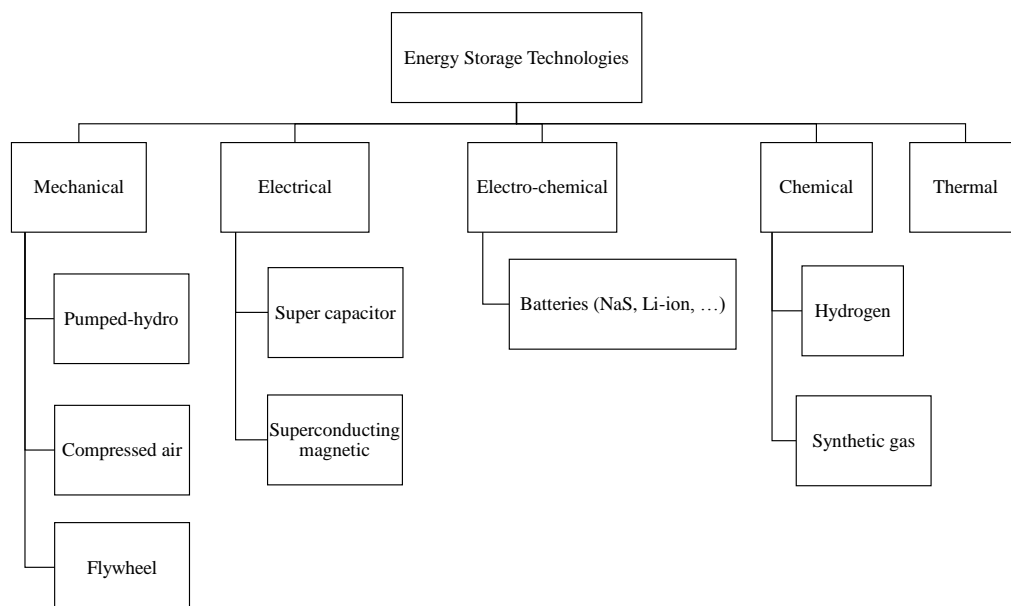 Energy Storage Technologies
Mechanical
Electrical
Electro-chemical
Chemical
Thermal
Pumped-hydro
Super capacitor
Batteries (NaS, Li-ion, …)
Hydrogen
Compressed air
Superconducting
magnetic
Synthetic gas
Flywheel